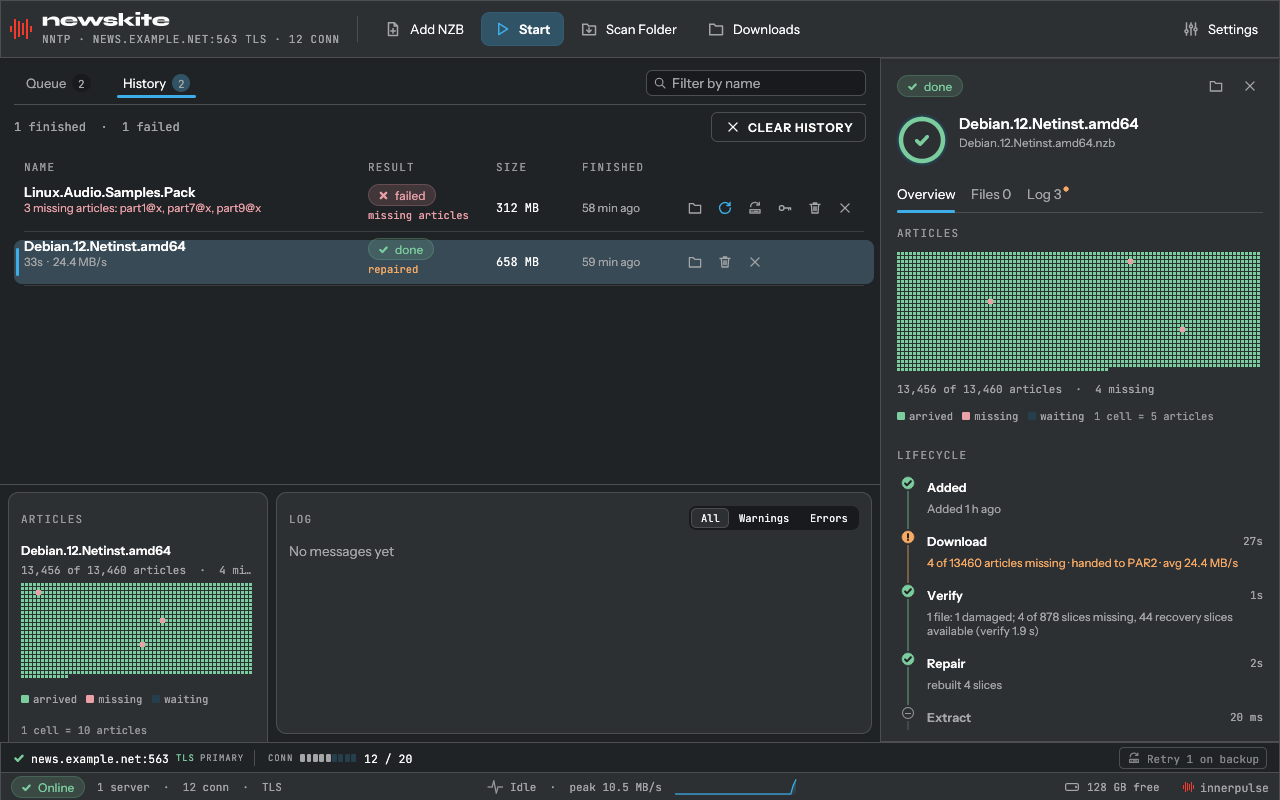 newskite
NNTP · NEWS.EXAMPLE.NET:563 TLS · 12 CONN
Add NZB
Start
Scan Folder
Downloads
Settings
Queue 2
History 2
Filter by name
1 finished · 1 failed
CLEAR HISTORY
NAME RESULT SIZE FINISHED
Linux.Audio.Samples.Pack
3 missing articles: part1@x, part7@x, part9@x
failed
missing articles
312 MB
58 min ago
Debian.12.Netinst.amd64
33s · 24.4 MB/s
done
repaired
658 MB
59 min ago
ARTICLES
Debian.12.Netinst.amd64
13,456 of 13,460 articles · 4 mi…
arrived missing waiting
1 cell = 10 articles
LOG
All Warnings Errors
No messages yet
done
Debian.12.Netinst.amd64
Debian.12.Netinst.amd64.nzb
Overview Files 0 Log 3
ARTICLES
13,456 of 13,460 articles · 4 missing
arrived missing waiting 1 cell = 5 articles
LIFECYCLE
Added
Added 1 h ago
Download 27s
4 of 13460 articles missing · handed to PAR2 · avg 24.4 MB/s
Verify 1s
1 file: 1 damaged; 4 of 878 slices missing, 44 recovery slices
available (verify 1.9 s)
Repair 2s
rebuilt 4 slices
Extract 20 ms
news.example.net:563 TLS PRIMARY CONN 12 / 20
Retry 1 on backup
Online 1 server · 12 conn · TLS
Idle · peak 10.5 MB/s
128 GB free
innerpulse